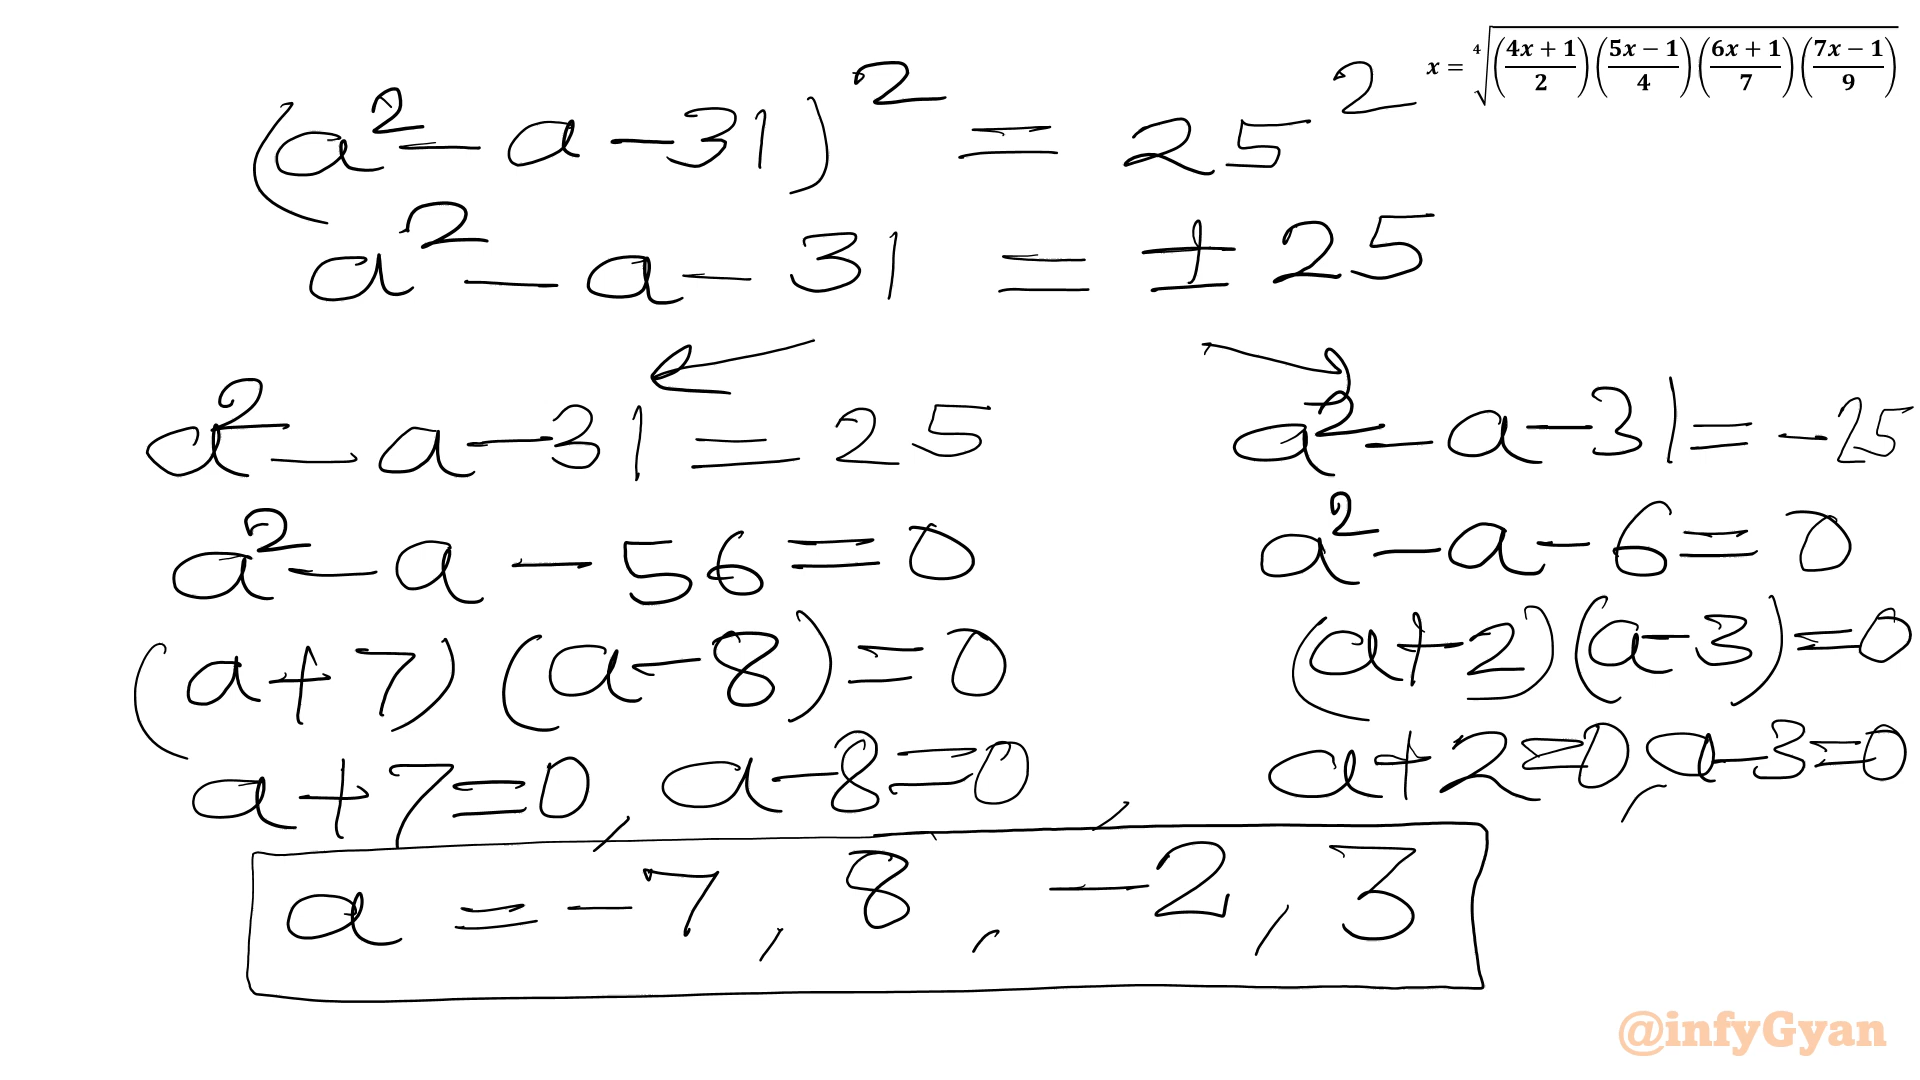 x = ⁴√((4x + 1)/2)((5x − 1)/4)((6x + 1)/7)((7x − 1)/9)
(a² − a − 31)² = 25²
a² − a − 31 = ± 25
a² − a − 31 = 25
a² − a − 56 = 0
(a + 7) (a − 8) = 0
a + 7 = 0, a − 8 = 0,
a² − a − 31 = −25
a² − a − 6 = 0
(a + 2) (a − 3) = 0
a + 2 = 0, a − 3 = 0
a = −7, 8, −2, 3
@infyGyan